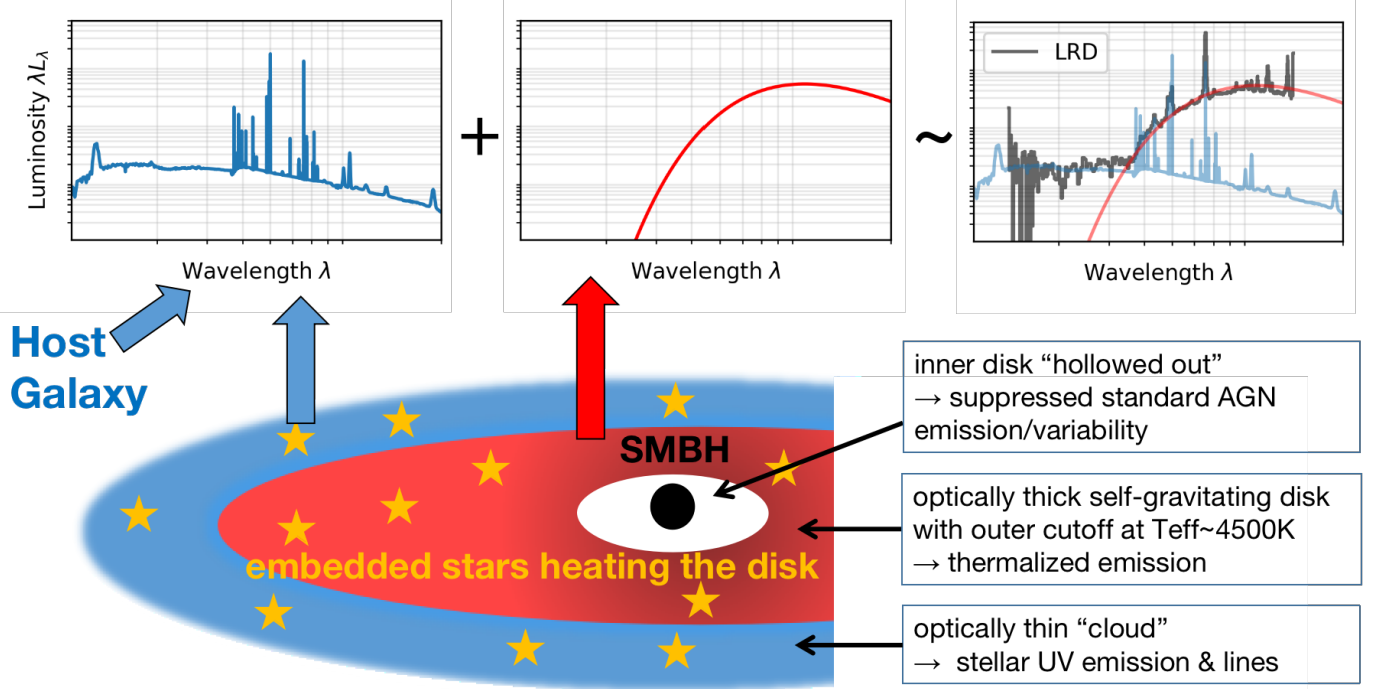 Luminosity λLλ
Wavelength λ
+
Wavelength λ
~
LRD
Wavelength λ
Host
Galaxy
SMBH
embedded stars heating the disk
inner disk “hollowed out”
→ suppressed standard AGN
emission/variability
optically thick self-gravitating disk
with outer cutoff at Teff~4500K
→ thermalized emission
optically thin “cloud”
→ stellar UV emission & lines